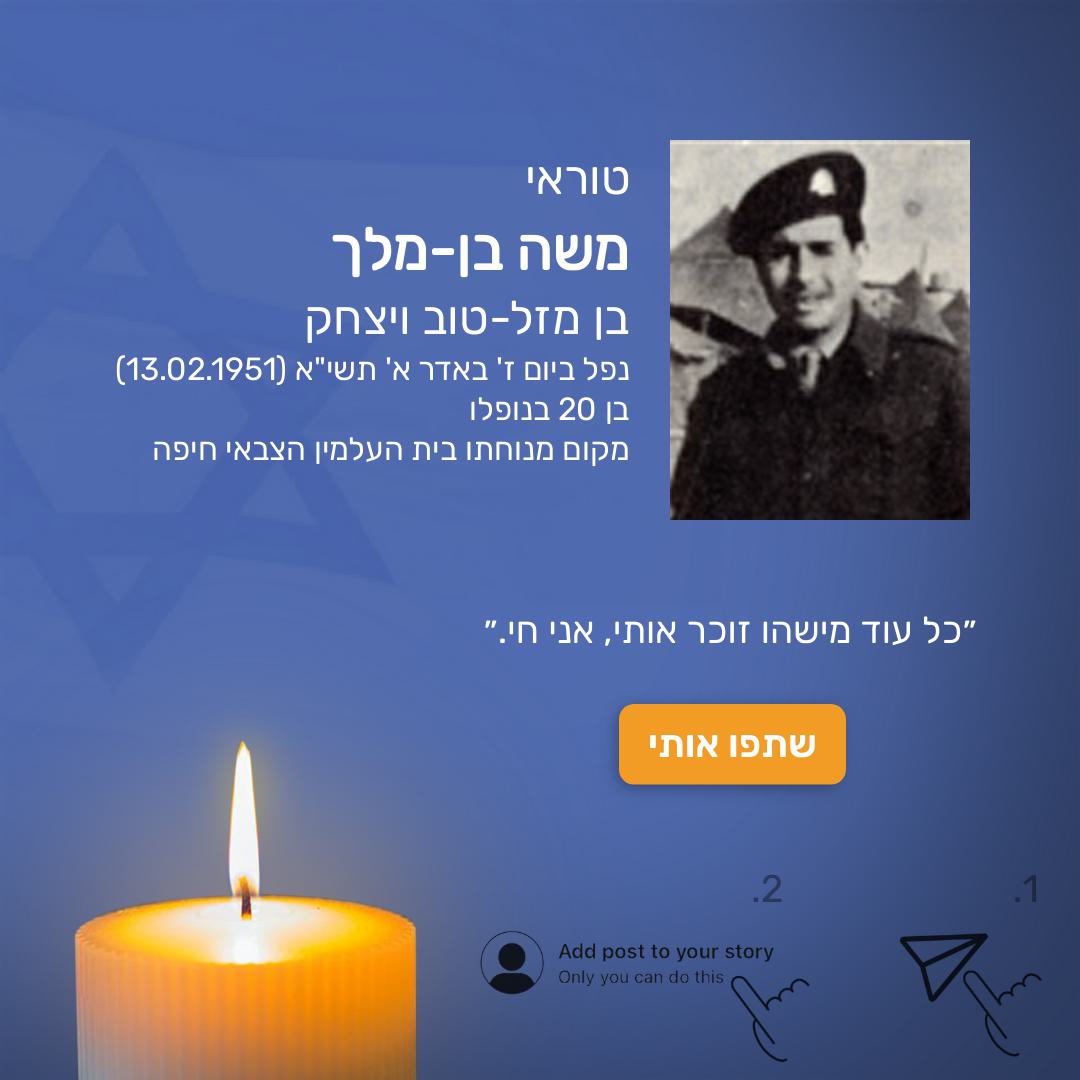 טוראי
משה בן-מלך
בן מזל-טוב ויצחק
נפל ביום ז' באדר א' תשי"א (13.02.1951)
בן 20 בנופלו
מקום מנוחתו בית העלמין הצבאי חיפה
״כל עוד מישהו זוכר אותי, אני חי.״
שתפו אותי
1.
2.
Add post to your story
Only you can do this